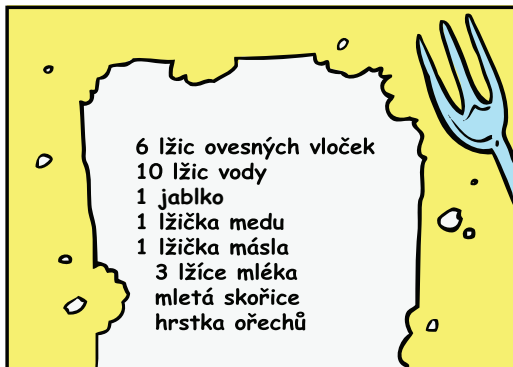 6 lžic ovesných vloček
10 lžic vody
1 jablko
1 lžička medu
1 lžička másla
3 lžíce mléka
mletá skořice
hrstka ořechů